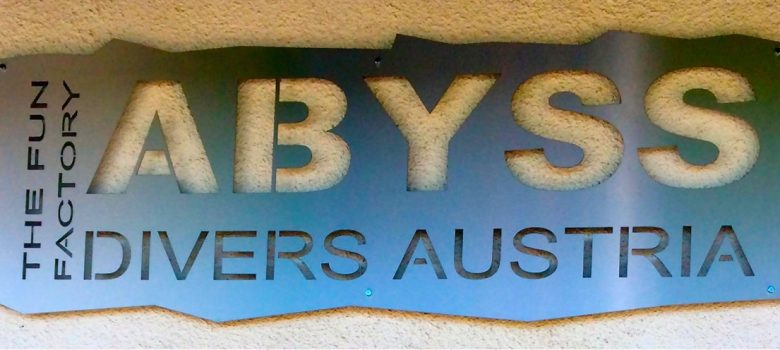 THE FUN
FACTORY
ABYSS
DIVERS AUSTRIA